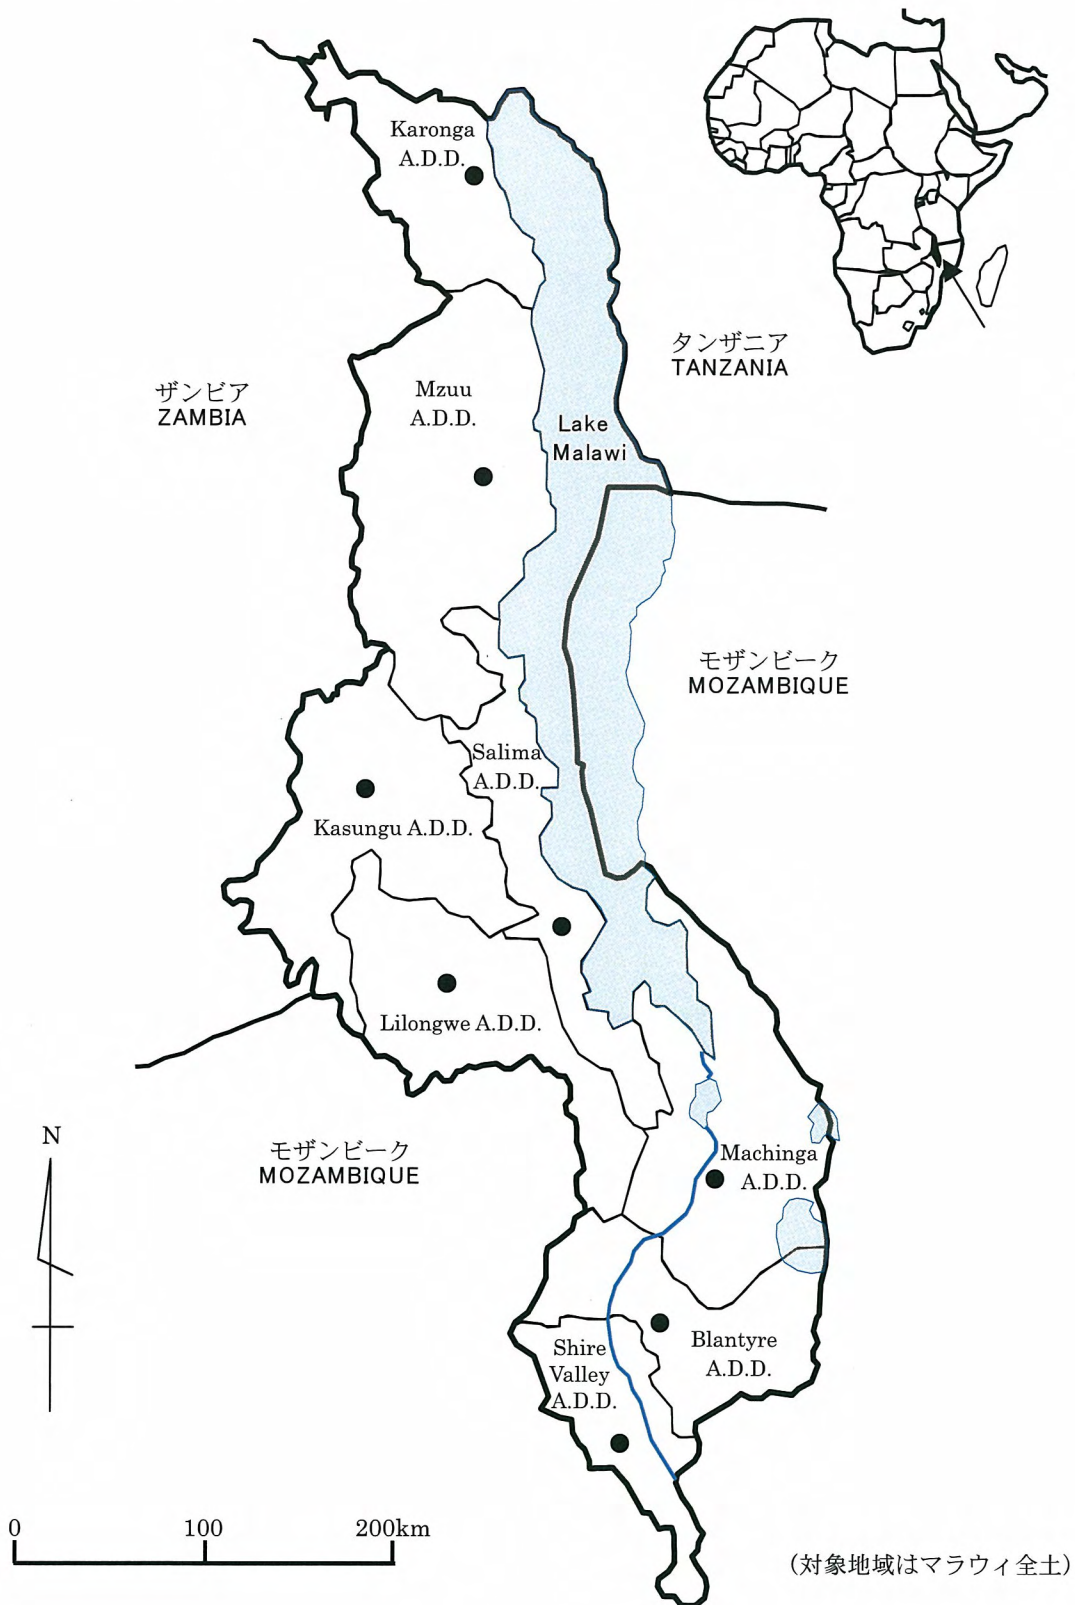 Karonga
A.D.D.
タンザニア
TANZANIA
ザンビア
ZAMBIA
Mzuu
A.D.D.
Lake
Malawi
モザンビーク
MOZAMBIQUE
Salima
A.D.D.
Kasungu A.D.D.
Lilongwe A.D.D.
N
モザンビーク
MOZAMBIQUE
Machinga
A.D.D.
Shire
Valley
A.D.D.
Blantyre
A.D.D.
0 100 200km
(対象地域はマラウィ全土)